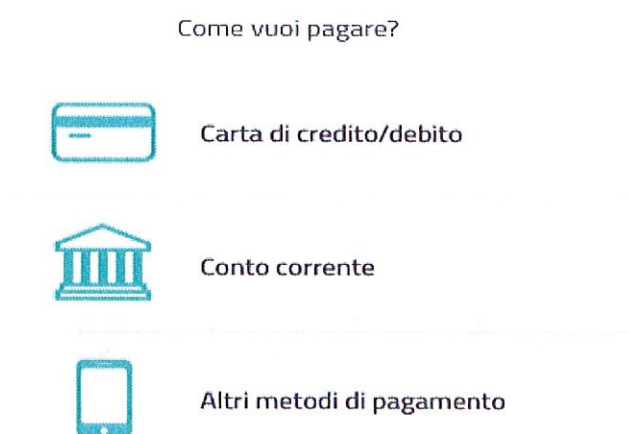 Come vuoi pagare?
Carta di credito/debito
Conto corrente
Altri metodi di pagamento